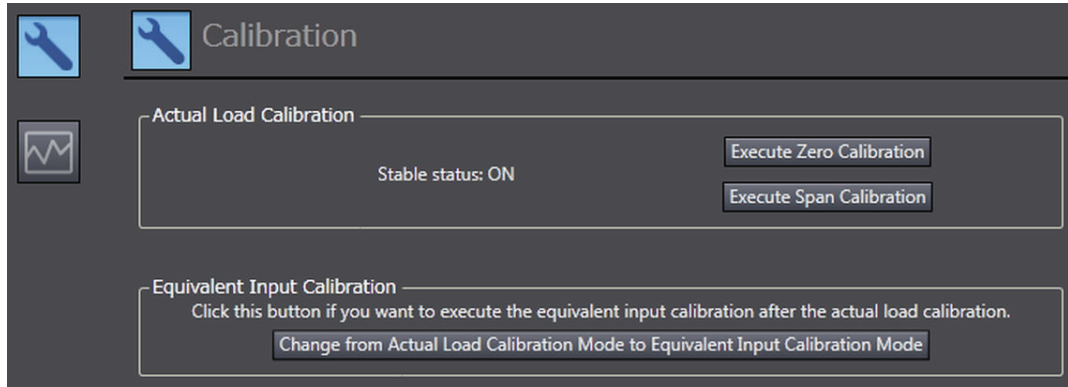 Calibration
Actual Load Calibration
Stable status: ON
Execute Zero Calibration
Execute Span Calibration
Equivalent Input Calibration
Click this button if you want to execute the equivalent input calibration after the actual load calibration.
Change from Actual Load Calibration Mode to Equivalent Input Calibration Mode